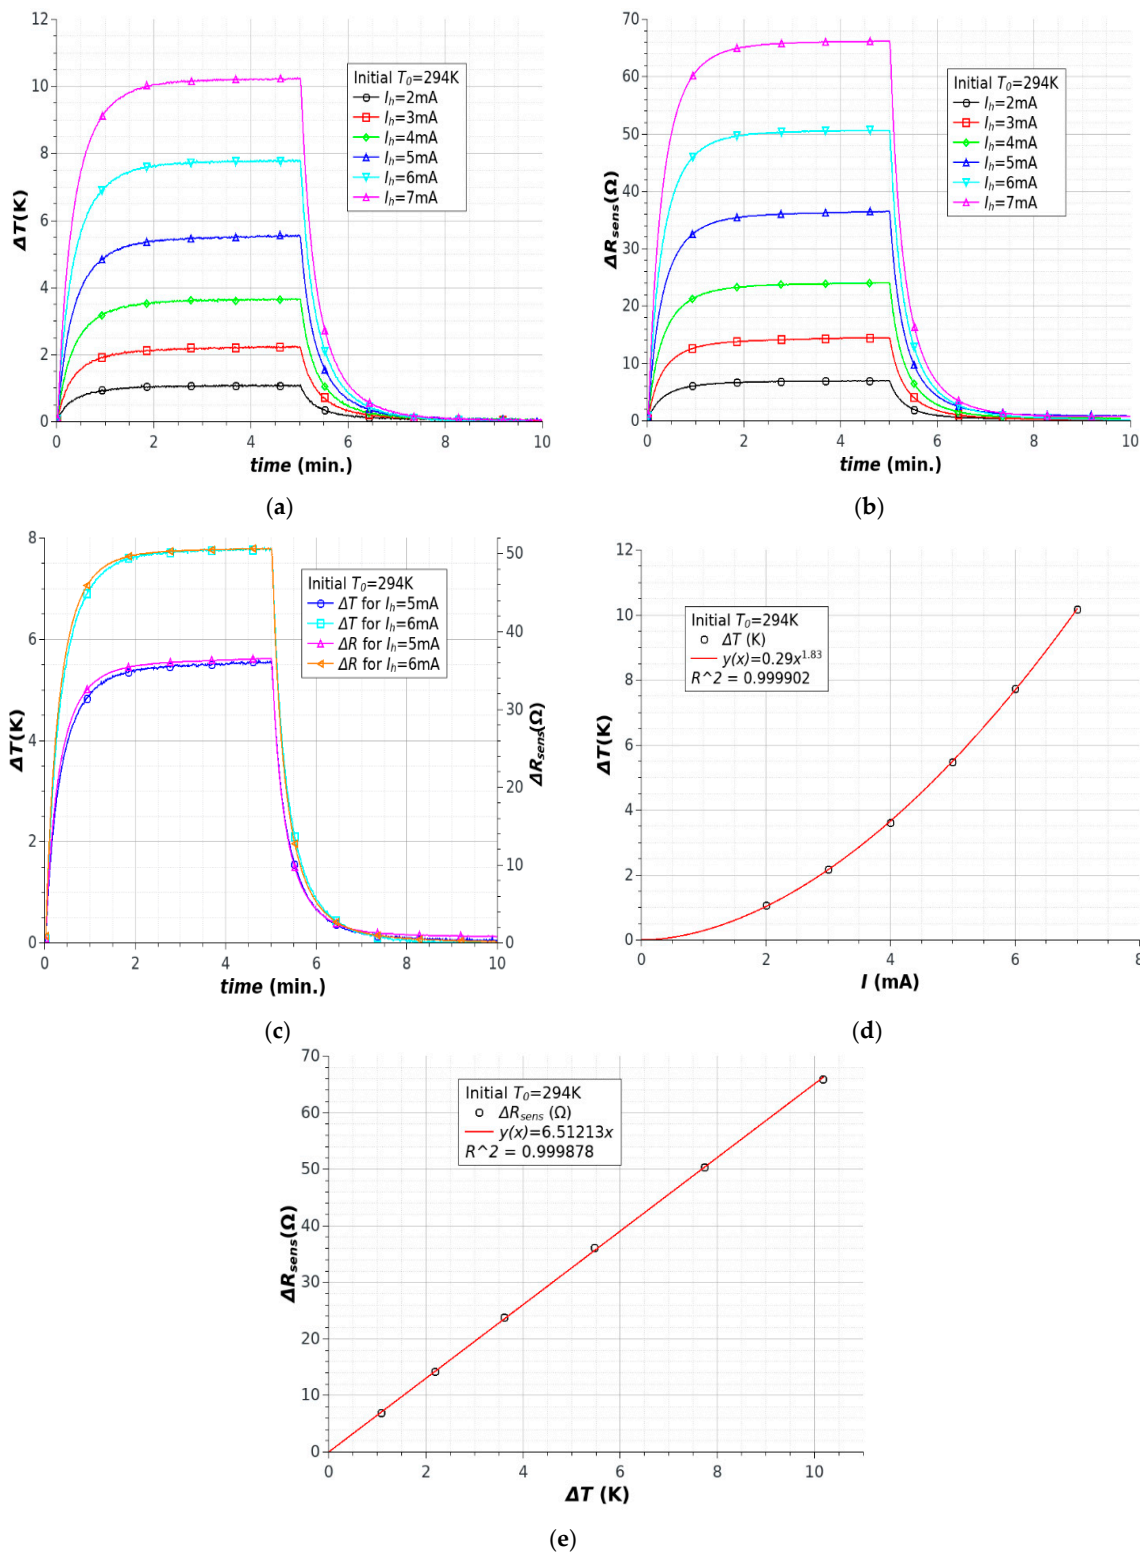 12
10
8
6
4
2
0
ΔT(K)
Initial T₀=294K
Iₕ=2mA
Iₕ=3mA
Iₕ=4mA
Iₕ=5mA
Iₕ=6mA
Iₕ=7mA
0 2 4 6 8 10
time (min.)
(a)
70
60
50
40
30
20
10
0
ΔR_sens(Ω)
Initial T₀=294K
Iₕ=2mA
Iₕ=3mA
Iₕ=4mA
Iₕ=5mA
Iₕ=6mA
Iₕ=7mA
0 2 4 6 8 10
time (min.)
(b)
8
6
4
2
0
ΔT(K)
Initial T₀=294K
ΔT for Iₕ=5mA
ΔT for Iₕ=6mA
ΔR for Iₕ=5mA
ΔR for Iₕ=6mA
50
40
30
20
10
0
ΔR_sens(Ω)
0 2 4 6 8 10
time (min.)
(c)
12
10
8
6
4
2
0
ΔT(K)
Initial T₀=294K
ΔT (K)
y(x)=0.29x^1.83
R^2 = 0.999902
0 2 4 6 8
I (mA)
(d)
70
60
50
40
30
20
10
0
ΔR_sens(Ω)
Initial T₀=294K
ΔR_sens (Ω)
y(x)=6.51213x
R^2 = 0.999878
0 2 4 6 8 10
ΔT (K)
(e)